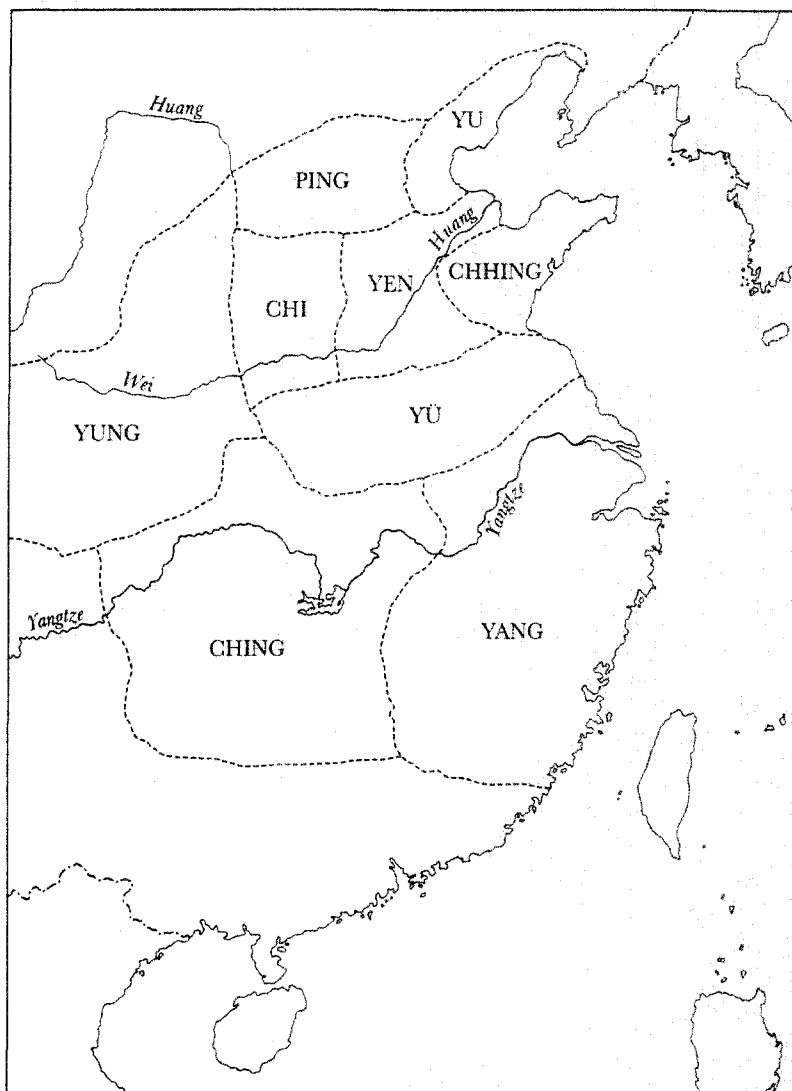 Huang
YU
PING
Huang
YEN
CHHING
CHI
Wei
YÜ
YUNG
Yangtze
Yangtze
CHING
YANG